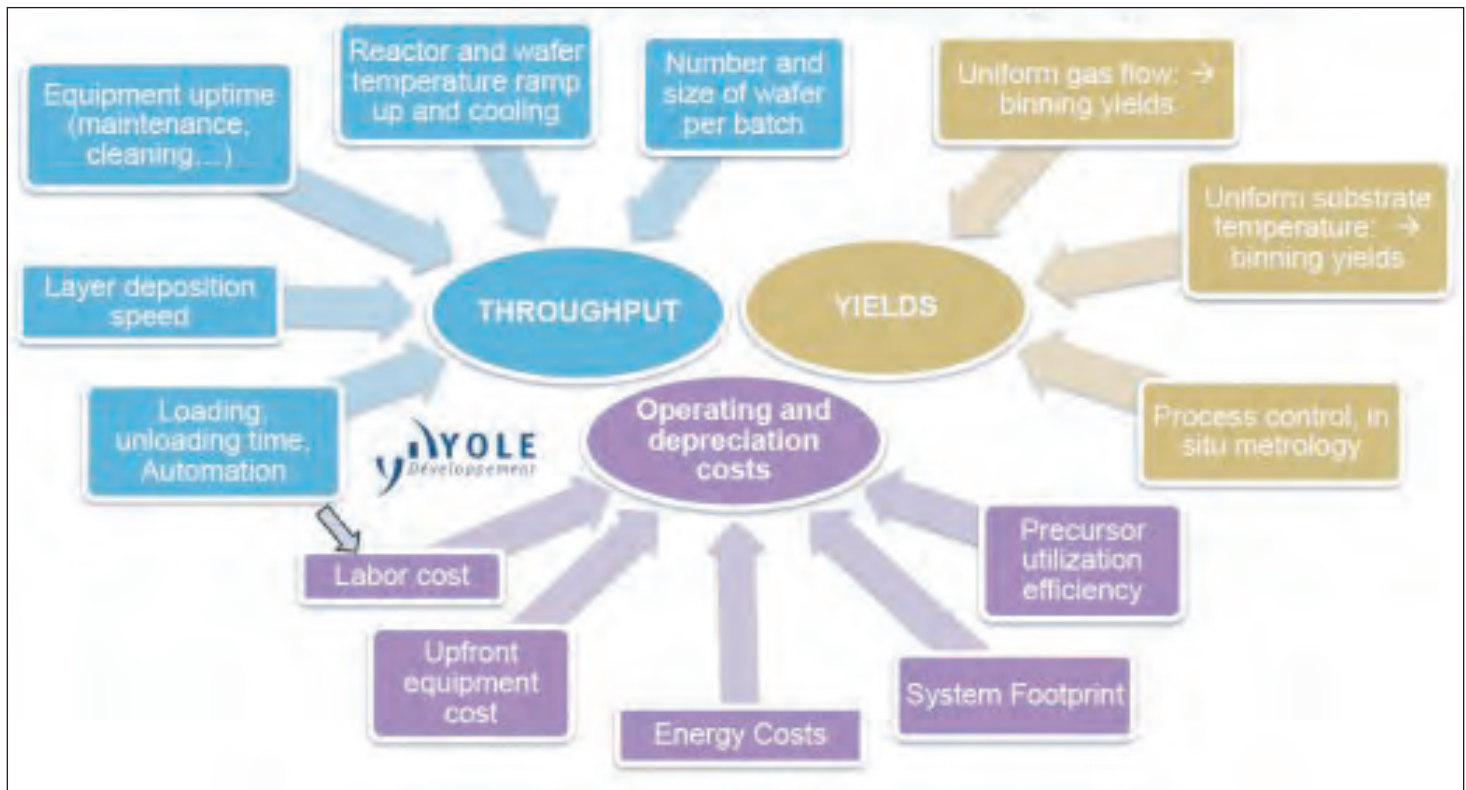 Equipment uptime
(maintenance,
cleaning,...)
Reactor and wafer
temperature ramp
up and cooling
Number and
size of wafer
per batch
Uniform gas flow: →
binning yields
Uniform substrate
temperature: →
binning yields
Layer deposition
speed
THROUGHPUT
YIELDS
Loading,
unloading time,
Automation
YOLE
Développement
Operating and
depreciation
costs
Process control, in
situ metrology
Labor cost
Precursor
utilization
efficiency
Upfront
equipment
cost
Energy Costs
System Footprint